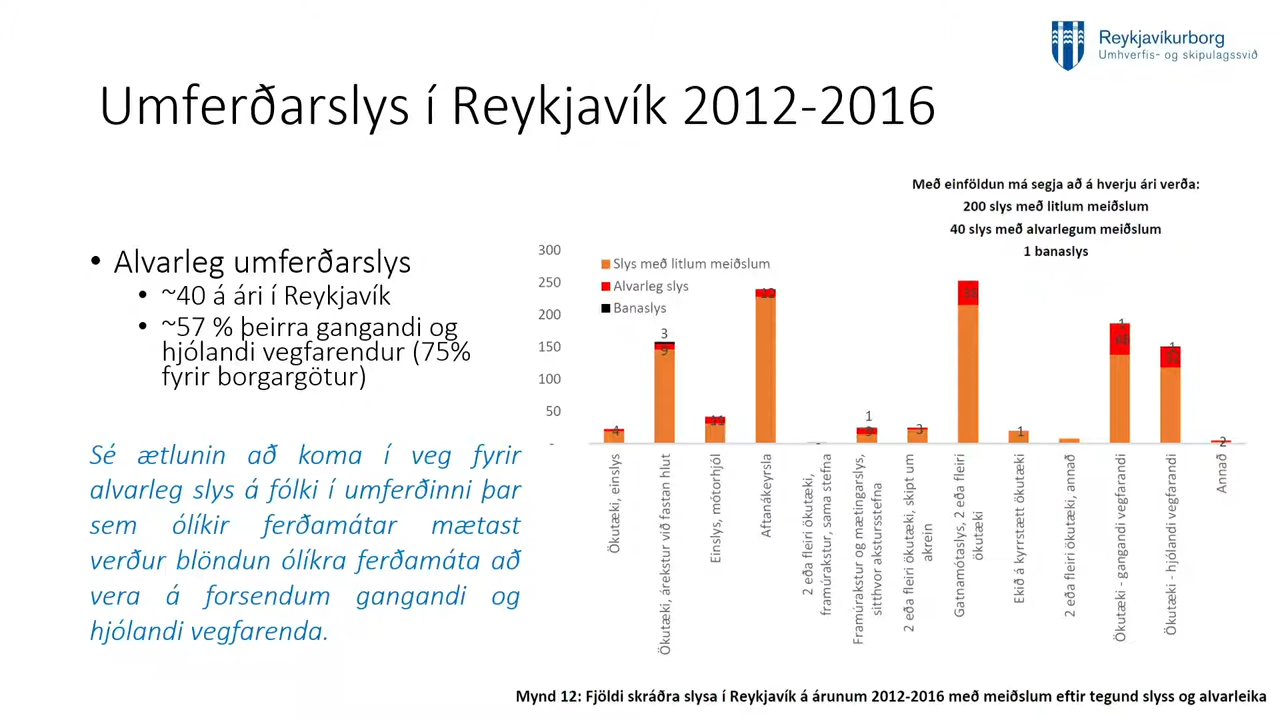 Reykjavíkurborg
Umhverfis- og skipulagssvið
Umferðarslys í Reykjavík 2012-2016
Með einföldun má segja að á hverju ári verða:
200 slys með litlum meiðslum
40 slys með alvarlegum meiðslum
1 banaslys
• Alvarleg umferðarslys
• ~40 á ári í Reykjavík
• ~57 % þeirra gangandi og
hjólandi vegfarendur (75%
fyrir borgargötur)
Sé ætlunin að koma í veg fyrir
alvarleg slys á fólki í umferðinni þar
sem ólíkir ferðamátar mætast
verður blöndun ólíkra ferðamáta að
vera á forsendum gangandi og
hjólandi vegfarenda.
300
250
200
150
100
50
-
Slys með litlum meiðslum
Alvarleg slys
Banaslys
4
3
9
11
1
3
1
1
1
2
Ökutæki, einslys
Ökutæki, árekstur við fastan hlut
Einslys, mótorhjól
Aftanákeyrsla
2 eða fleiri ökutæki,
framúrakstur, sama stefna
Framúrakstur og mætingarslys,
sitthvor akstursstefna
2 eða fleiri ökutæki, skipt um
akrein
Gatnamótaslys, 2 eða fleiri
ökutæki
Ekið á kyrrstætt ökutæki
2 eða fleiri ökutæki, annað
Ökutæki - gangandi vegfarandi
Ökutæki - hjólandi vegfarandi
Annað
Mynd 12: Fjöldi skráðra slysa í Reykjavík á árunum 2012-2016 með meiðslum eftir tegund slyss og alvarleika